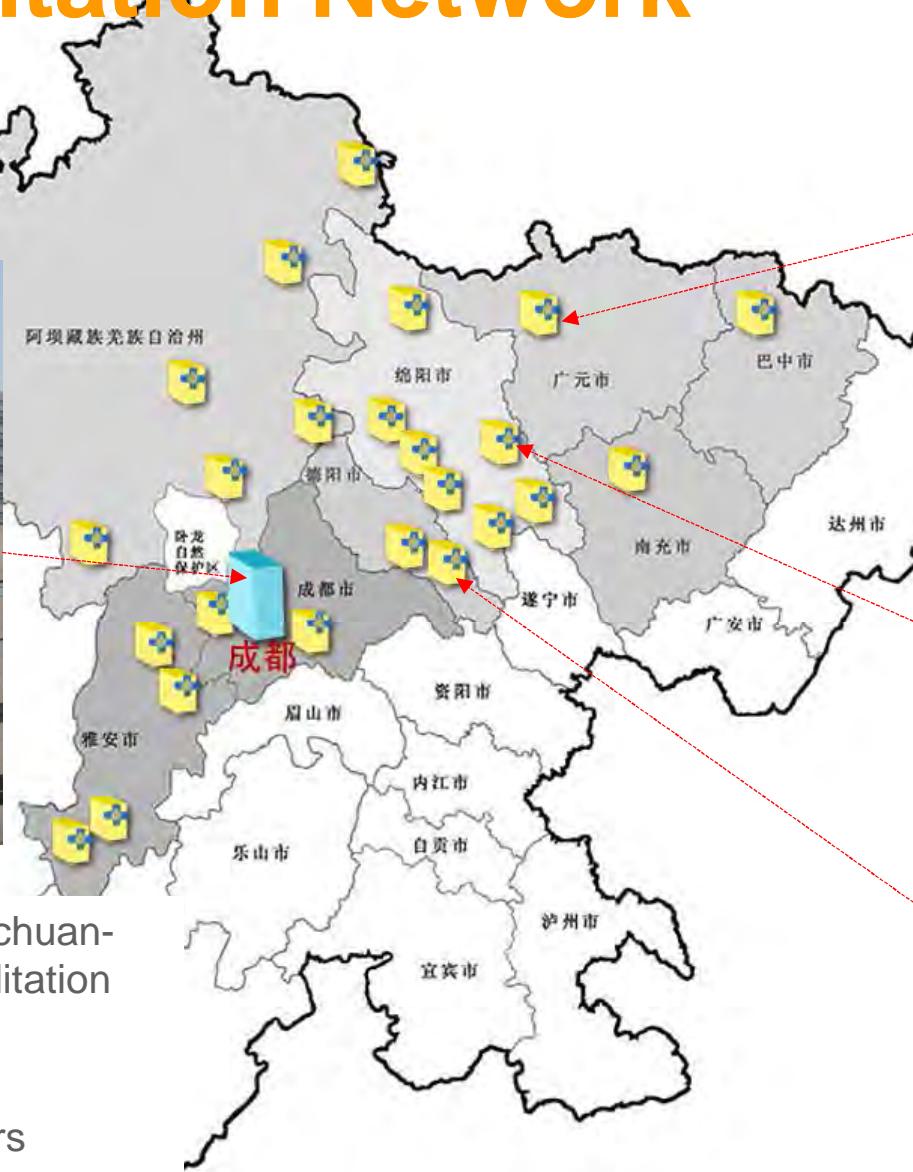 itation Network
阿坝藏族羌族自治州
绵阳市
广元市
巴中市
德阳市
南充市
达州市
卧龙
自然
保护区
成都市
遂宁市
广安市
成都
资阳市
眉山市
雅安市
内江市
乐山市
自贡市
泸州市
宜宾市
chuan-
litation
rs